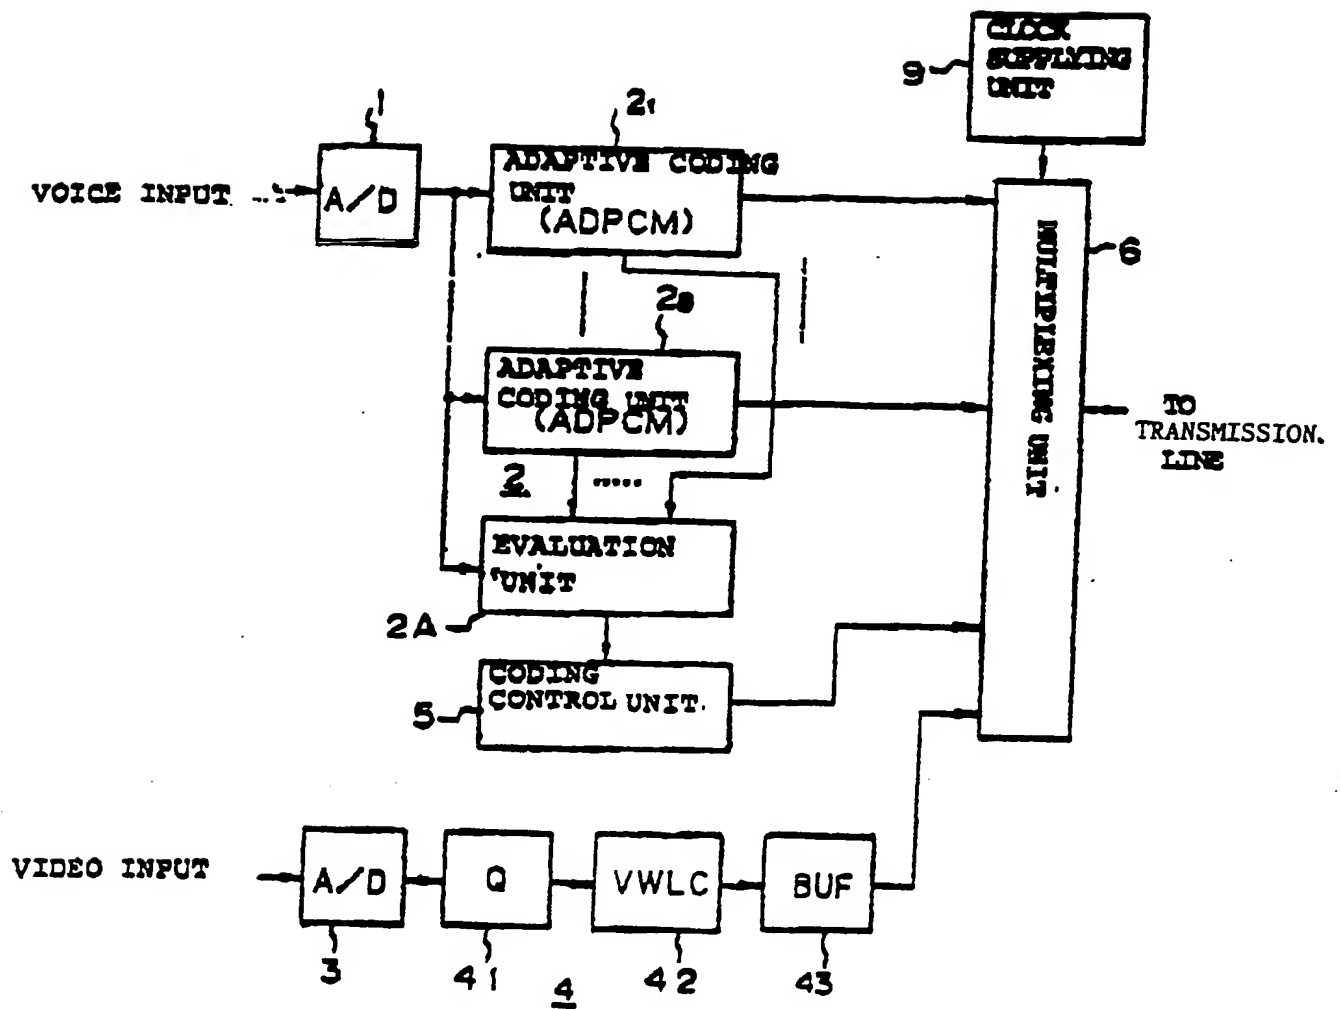 CLOCK
SUPPLYING
UNIT
9
1
2₁
VOICE INPUT
A/D
ADAPTIVE CODING
UNIT
(ADPCM)
MULTIPLEXING UNIT
6
ADAPTIVE
CODING UNIT
(ADPCM)
TO
TRANSMISSION.
LINE
2
.....
EVALUATION
UNIT
2A
CODING
CONTROL UNIT.
5
VIDEO INPUT
A/D
Q
VWLC
BUF
3
41
42
43
4